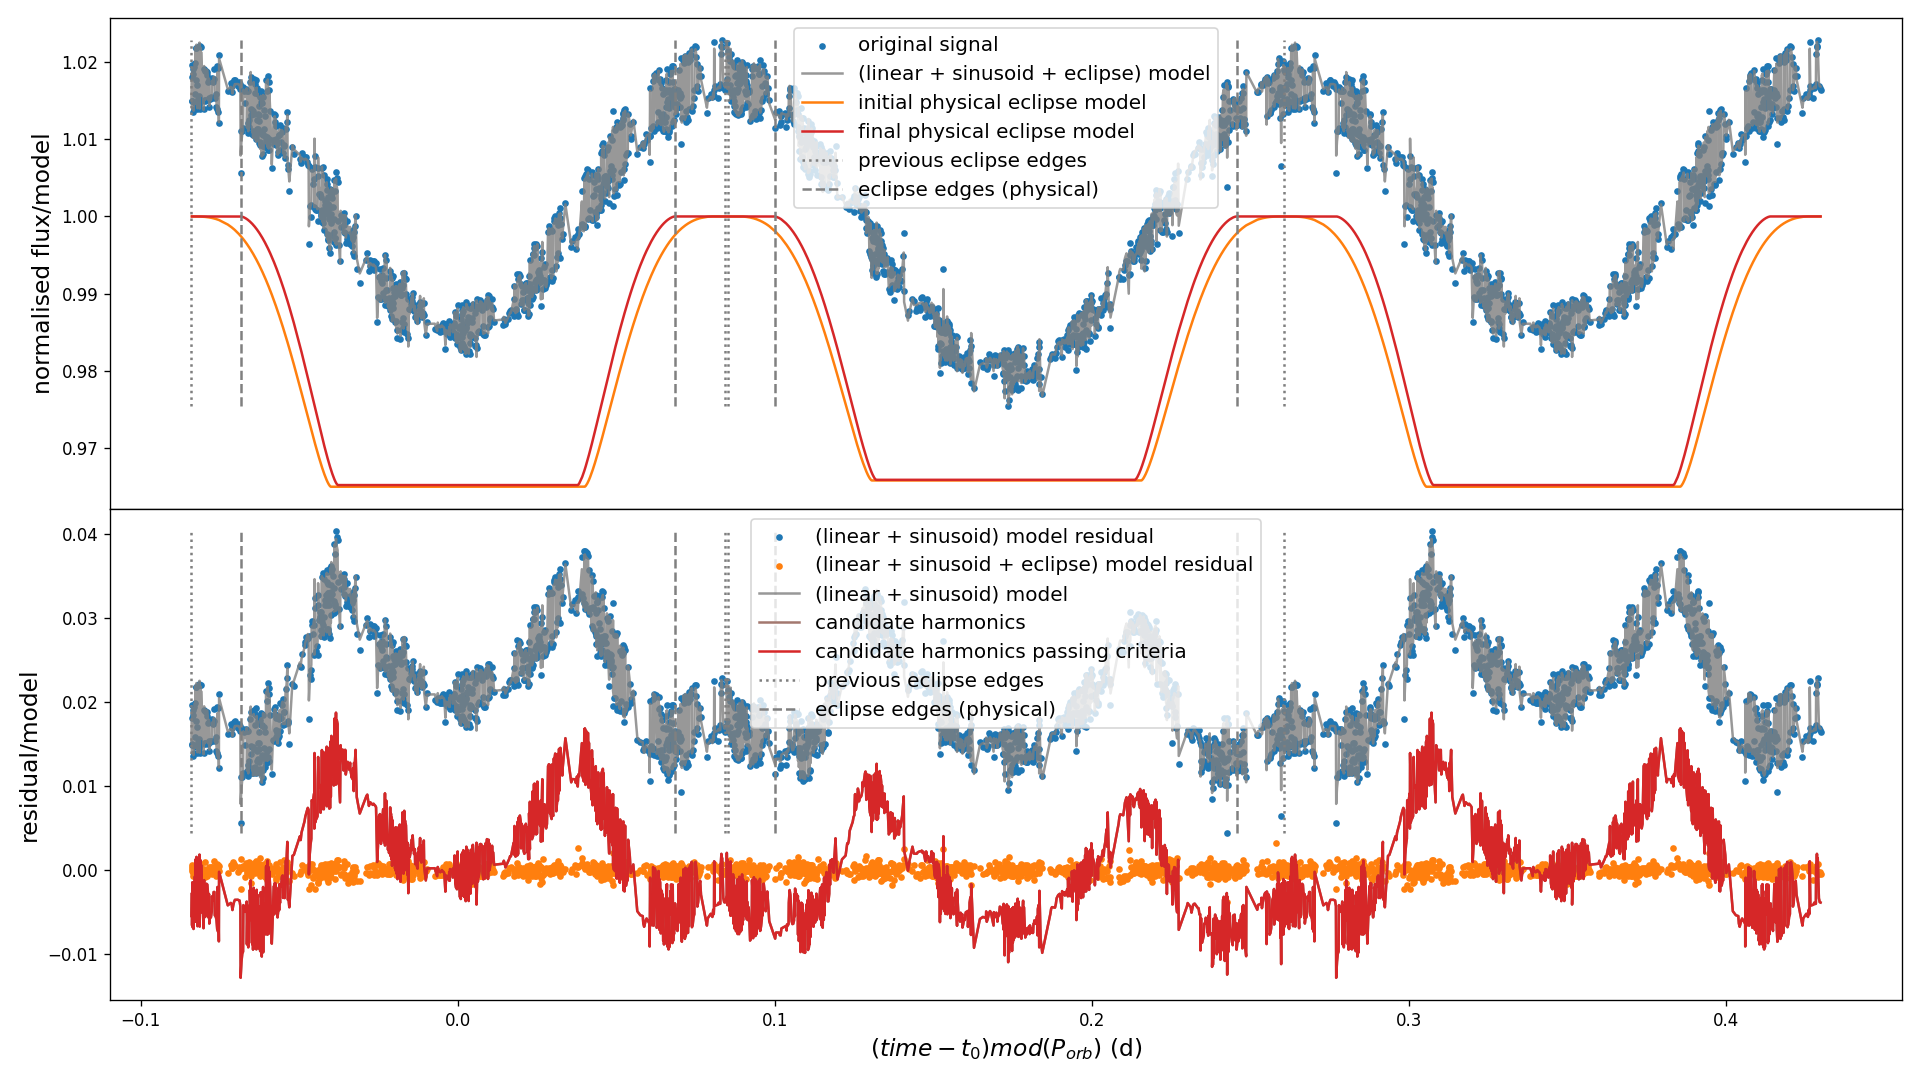 normalised flux/model
1.02
1.01
1.00
0.99
0.98
0.97
original signal
(linear + sinusoid + eclipse) model
initial physical eclipse model
final physical eclipse model
previous eclipse edges
eclipse edges (physical)
residual/model
0.04
0.03
0.02
0.01
0.00
−0.01
(linear + sinusoid) model residual
(linear + sinusoid + eclipse) model residual
(linear + sinusoid) model
candidate harmonics
candidate harmonics passing criteria
previous eclipse edges
eclipse edges (physical)
−0.1 0.0 0.1 0.2 0.3 0.4
(time − t₀)mod(Pₒᵣb) (d)